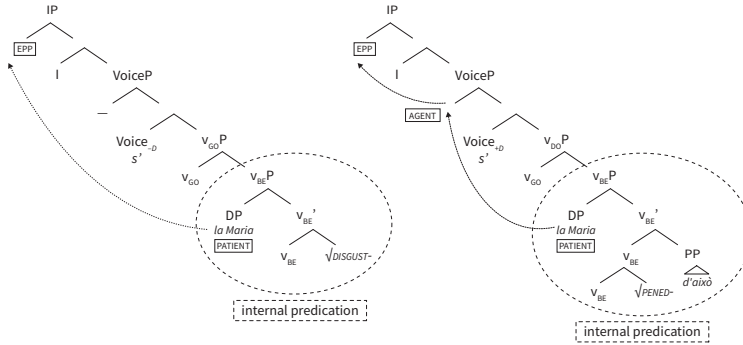 IP
EPP
I
VoiceP
—
Voice-D
s’
vGOP
vGO
vBEP
DP
la Maria
PATIENT
vBE’
vBE
√DISGUST-
internal predication
IP
EPP
I
VoiceP
AGENT
Voice+D
s’
vDOP
vGO
vBEP
DP
la Maria
PATIENT
vBE’
vBE
PP
d’això
vBE
√PENED-
internal predication